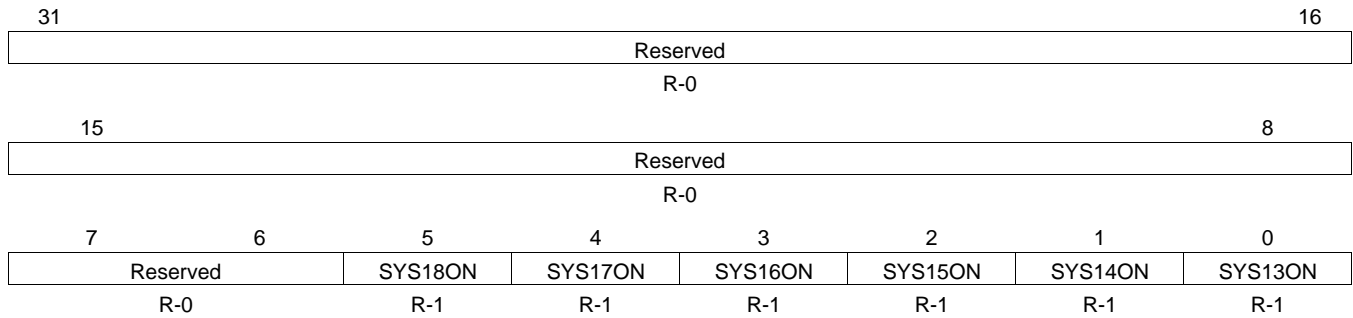 31 16
Reserved
R-0
15 8
Reserved
R-0
7 6 5 4 3 2 1 0
Reserved SYS18ON SYS17ON SYS16ON SYS15ON SYS14ON SYS13ON
R-0 R-1 R-1 R-1 R-1 R-1 R-1